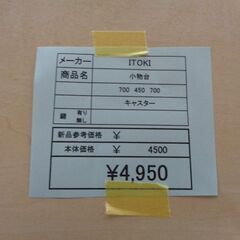 メーカー ITOKI
商品名 小物台
700 450 700
キャスター
鍵 有り 無し
新品参考価格 ¥
本体価格 ¥ 4500
¥4,950